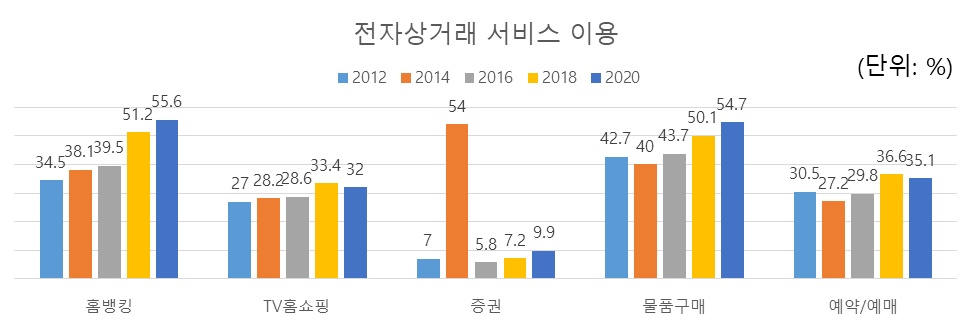 전자상거래 서비스 이용
(단위: %)
2012 2014 2016 2018 2020
34.5 38.1 39.5 51.2 55.6
27 28.2 28.6 33.4 32
7 54 5.8 7.2 9.9
42.7 40 43.7 50.1 54.7
30.5 27.2 29.8 36.6 35.1
홈뱅킹 TV홈쇼핑 증권 물품구매 예약/예매